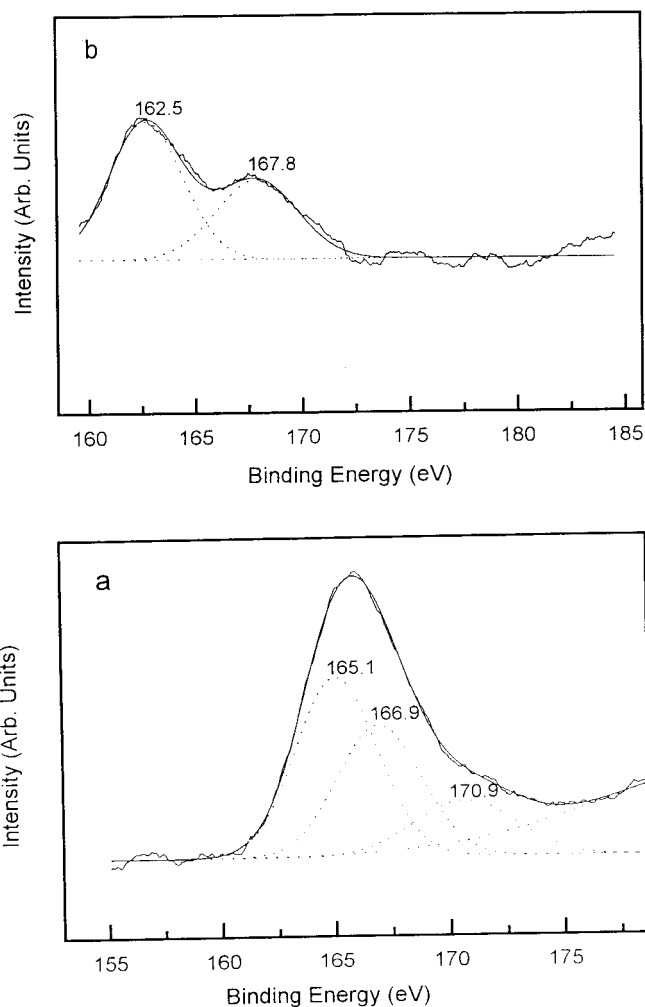 b
162.5
167.8
Intensity (Arb. Units)
160 165 170 175 180 185
Binding Energy (eV)
a
165.1
166.9
170.9
Intensity (Arb. Units)
155 160 165 170 175
Binding Energy (eV)